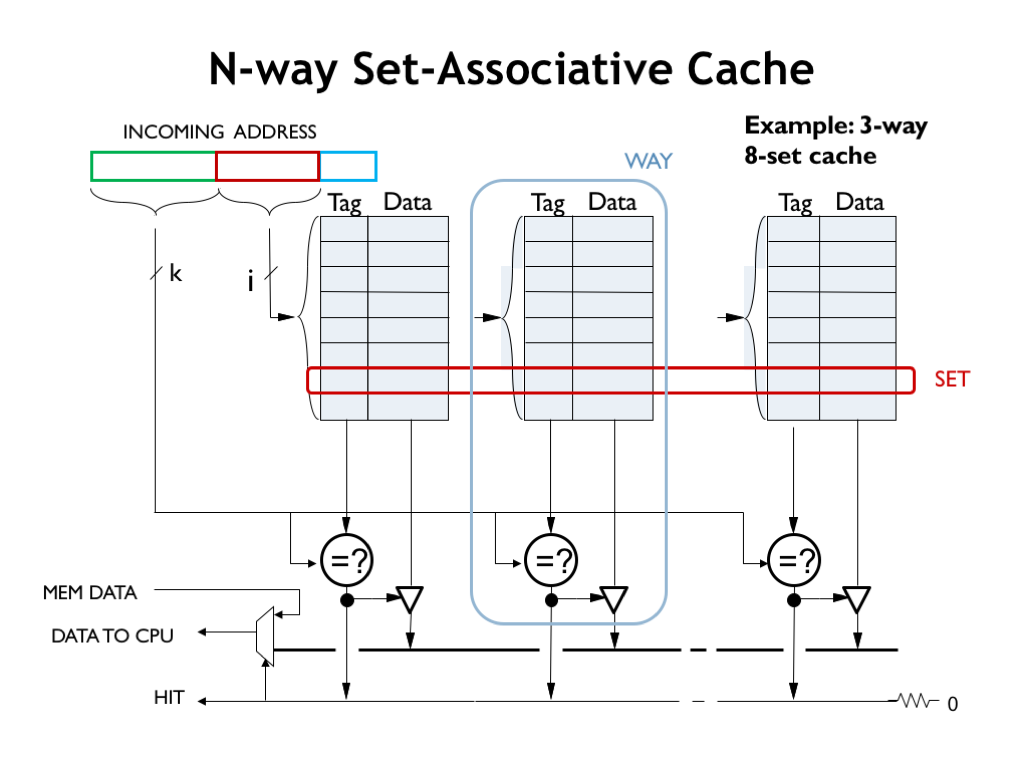 N-way Set-Associative Cache
INCOMING ADDRESS
Example: 3-way
8-set cache
WAY
Tag Data
Tag Data
Tag Data
k
i
SET
=?
=?
=?
MEM DATA
DATA TO CPU
HIT
0